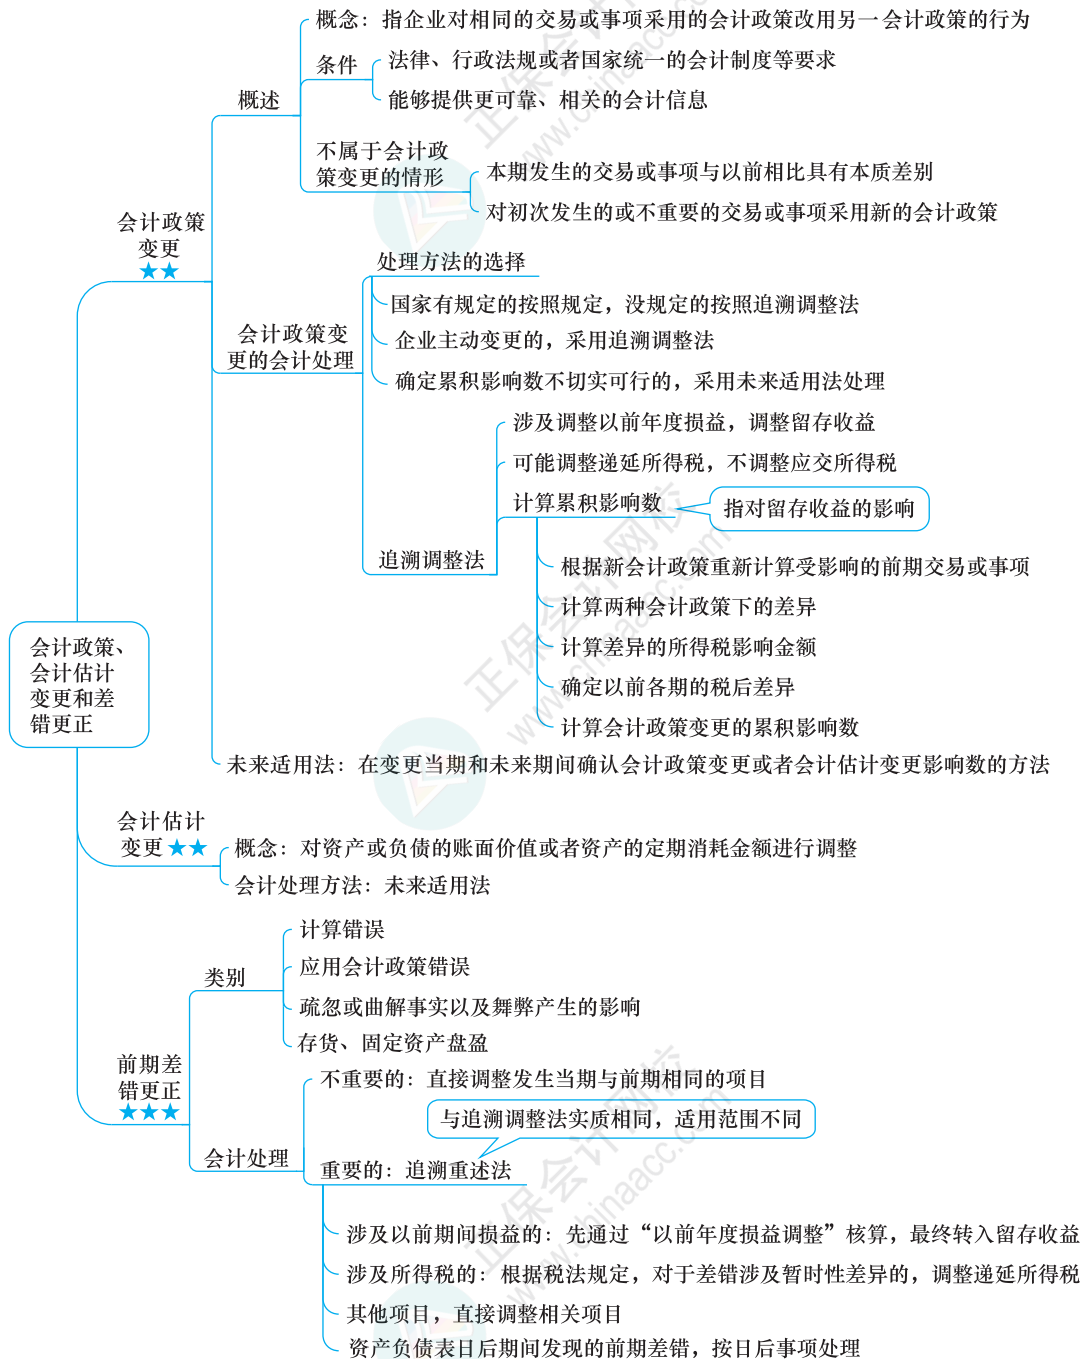 概念：指企业对相同的交易或事项采用的会计政策改用另一会计政策的行为
条件
法律、行政法规或者国家统一的会计制度等要求
能够提供更可靠、相关的会计信息
概述
不属于会计政
策变更的情形
本期发生的交易或事项与以前相比具有本质差别
对初次发生的或不重要的交易或事项采用新的会计政策
会计政策
变更
★★
处理方法的选择
国家有规定的按照规定，没规定的按照追溯调整法
企业主动变更的，采用追溯调整法
确定累积影响数不切实可行的，采用未来适用法处理
会计政策变
更的会计处理
涉及调整以前年度损益，调整留存收益
可能调整递延所得税，不调整应交所得税
计算累积影响数
指对留存收益的影响
追溯调整法
根据新会计政策重新计算受影响的前期交易或事项
计算两种会计政策下的差异
计算差异的所得税影响金额
确定以前各期的税后差异
计算会计政策变更的累积影响数
会计政策、
会计估计
变更和差
错更正
未来适用法：在变更当期和未来期间确认会计政策变更或者会计估计变更影响数的方法
会计估计
变更★★
概念：对资产或负债的账面价值或者资产的定期消耗金额进行调整
会计处理方法：未来适用法
计算错误
应用会计政策错误
类别
疏忽或曲解事实以及舞弊产生的影响
存货、固定资产盘盈
前期差
错更正
★★★
不重要的：直接调整发生当期与前期相同的项目
与追溯调整法实质相同，适用范围不同
会计处理
重要的：追溯重述法
涉及以前期间损益的：先通过“以前年度损益调整”核算，最终转入留存收益
涉及所得税的：根据税法规定，对于差错涉及暂时性差异的，调整递延所得税
其他项目，直接调整相关项目
资产负债表日后期间发现的前期差错，按日后事项处理
正保会计网校
www.chinaacc.com
正保会计网校
www.chinaacc.com
正保会计网校
www.chinaacc.com